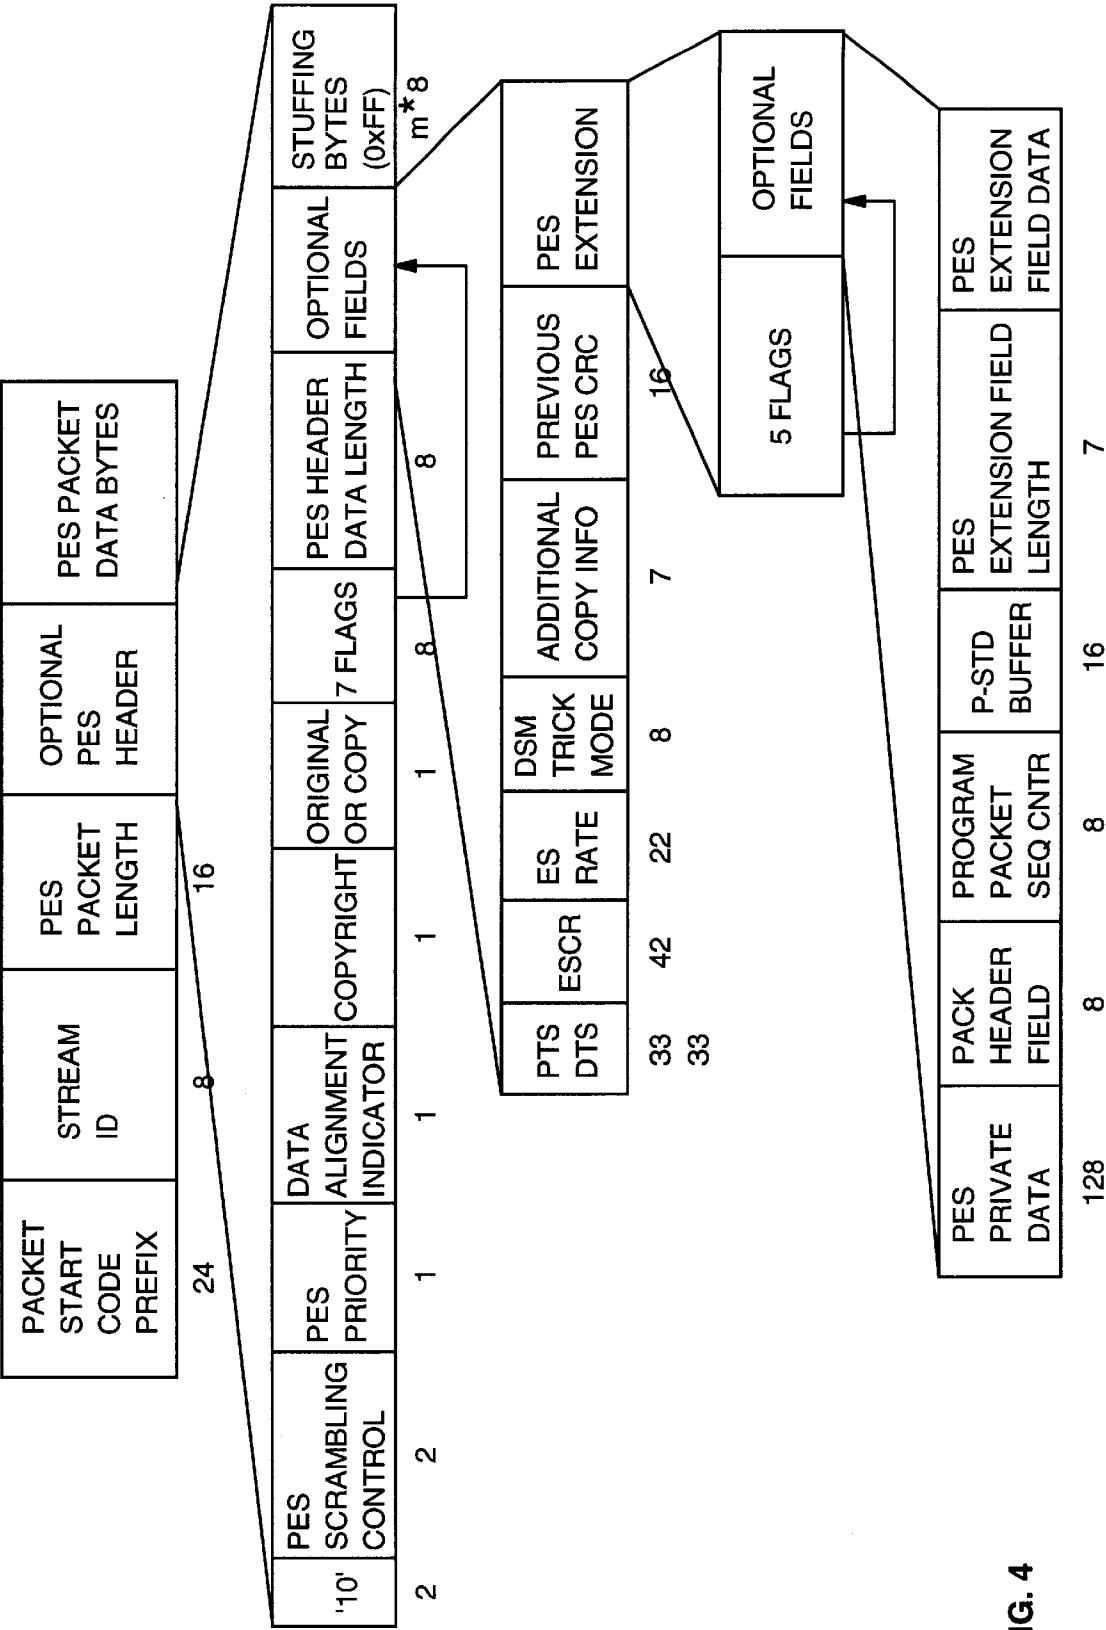 PACKET
START
CODE
PREFIX
STREAM
ID
PES
PACKET
LENGTH
OPTIONAL
PES
HEADER
PES PACKET
DATA BYTES
24
8
16
'10'
PES
SCRAMBLING
CONTROL
PES
PRIORITY
DATA
ALIGNMENT
INDICATOR
COPYRIGHT
ORIGINAL
OR COPY
7 FLAGS
PES HEADER
DATA LENGTH
OPTIONAL
FIELDS
STUFFING
BYTES
(0xFF)
2
2
1
1
1
1
8
8
m*8
PTS
DTS
ESCR
ES
RATE
DSM
TRICK
MODE
ADDITIONAL
COPY INFO
PREVIOUS
PES CRC
PES
EXTENSION
33
33
42
22
8
7
16
5 FLAGS
OPTIONAL
FIELDS
PES
PRIVATE
DATA
PACK
HEADER
FIELD
PROGRAM
PACKET
SEQ CNTR
P-STD
BUFFER
PES
EXTENSION FIELD
LENGTH
PES
EXTENSION
FIELD DATA
128
8
8
16
7
IG. 4